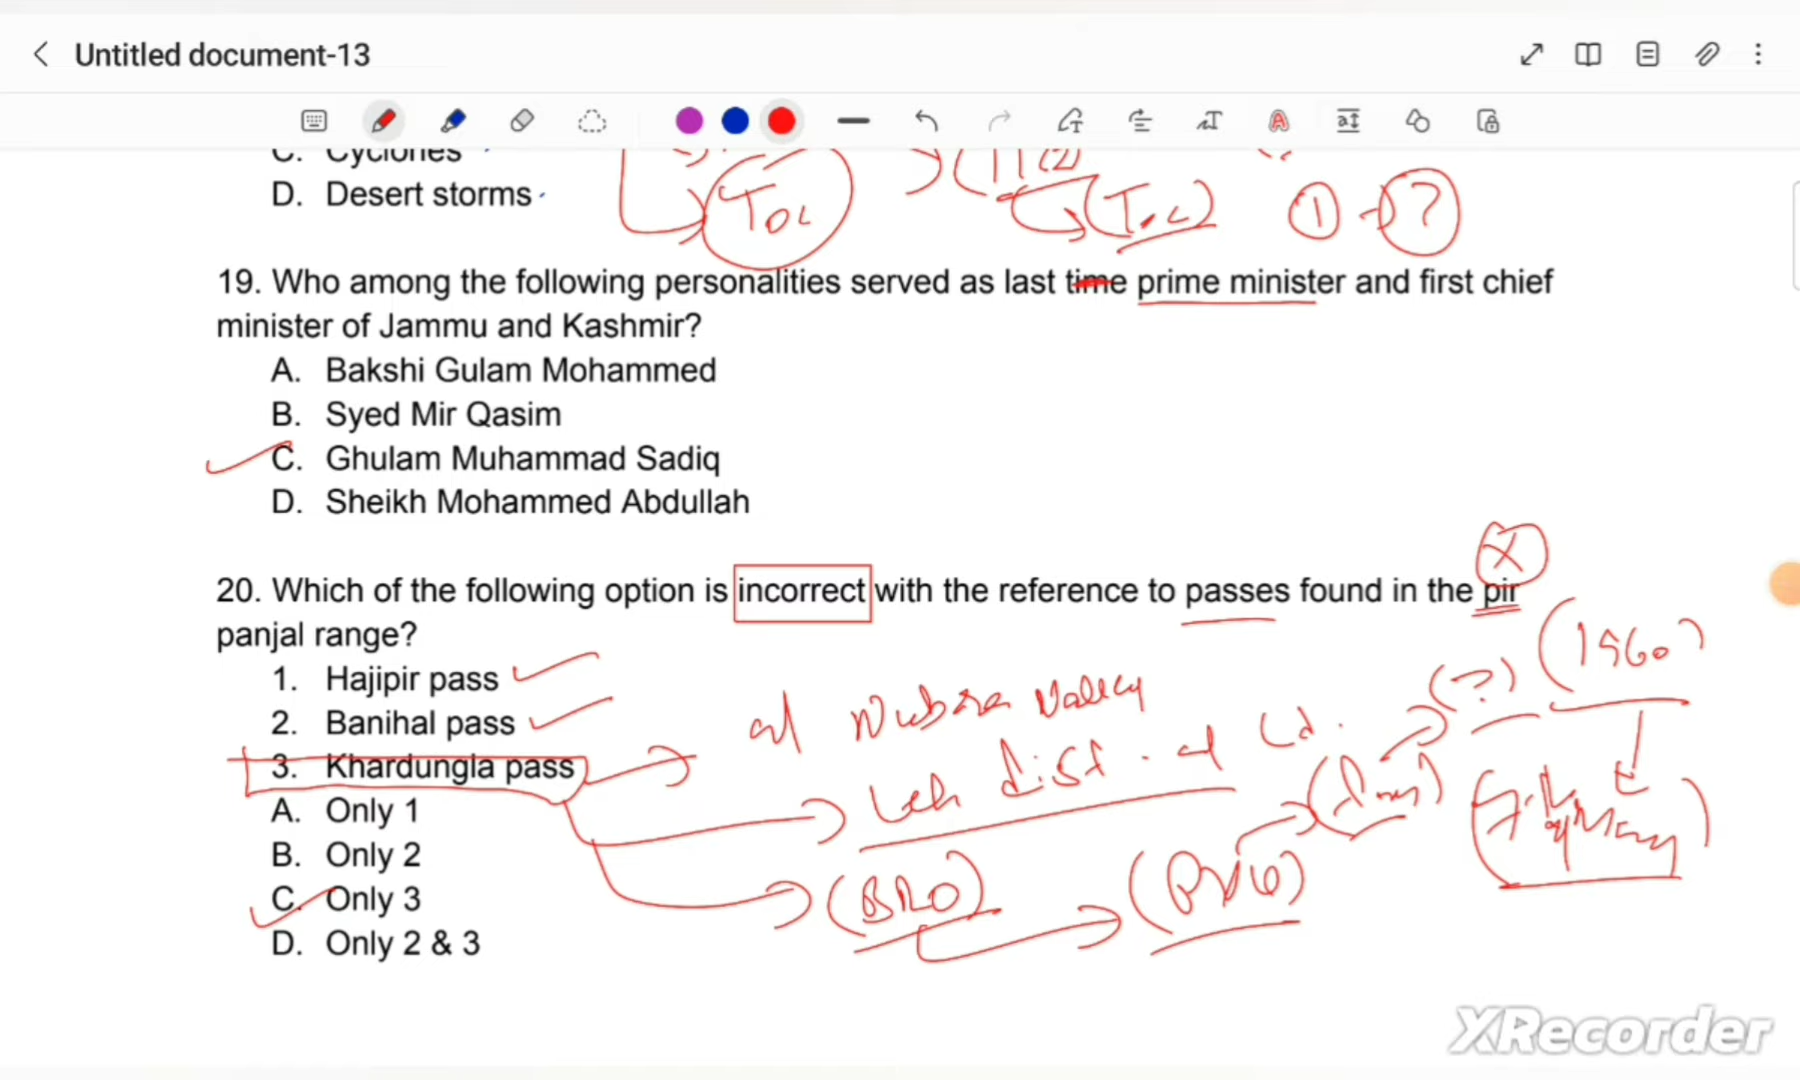 Untitled document-13
C. Cyclones
D. Desert storms
TOC
① → ?
19. Who among the following personalities served as last time prime minister and first chief
minister of Jammu and Kashmir?
A. Bakshi Gulam Mohammed
B. Syed Mir Qasim
C. Ghulam Muhammad Sadiq
D. Sheikh Mohammed Abdullah
20. Which of the following option is incorrect with the reference to passes found in the pir
panjal range?
1. Hajipir pass
2. Banihal pass
3. Khardungla pass
A. Only 1
B. Only 2
C. Only 3
D. Only 2 & 3
Nubra Valley
Leh dist. of
(BRO)
(?)
(1960)
XRecorder